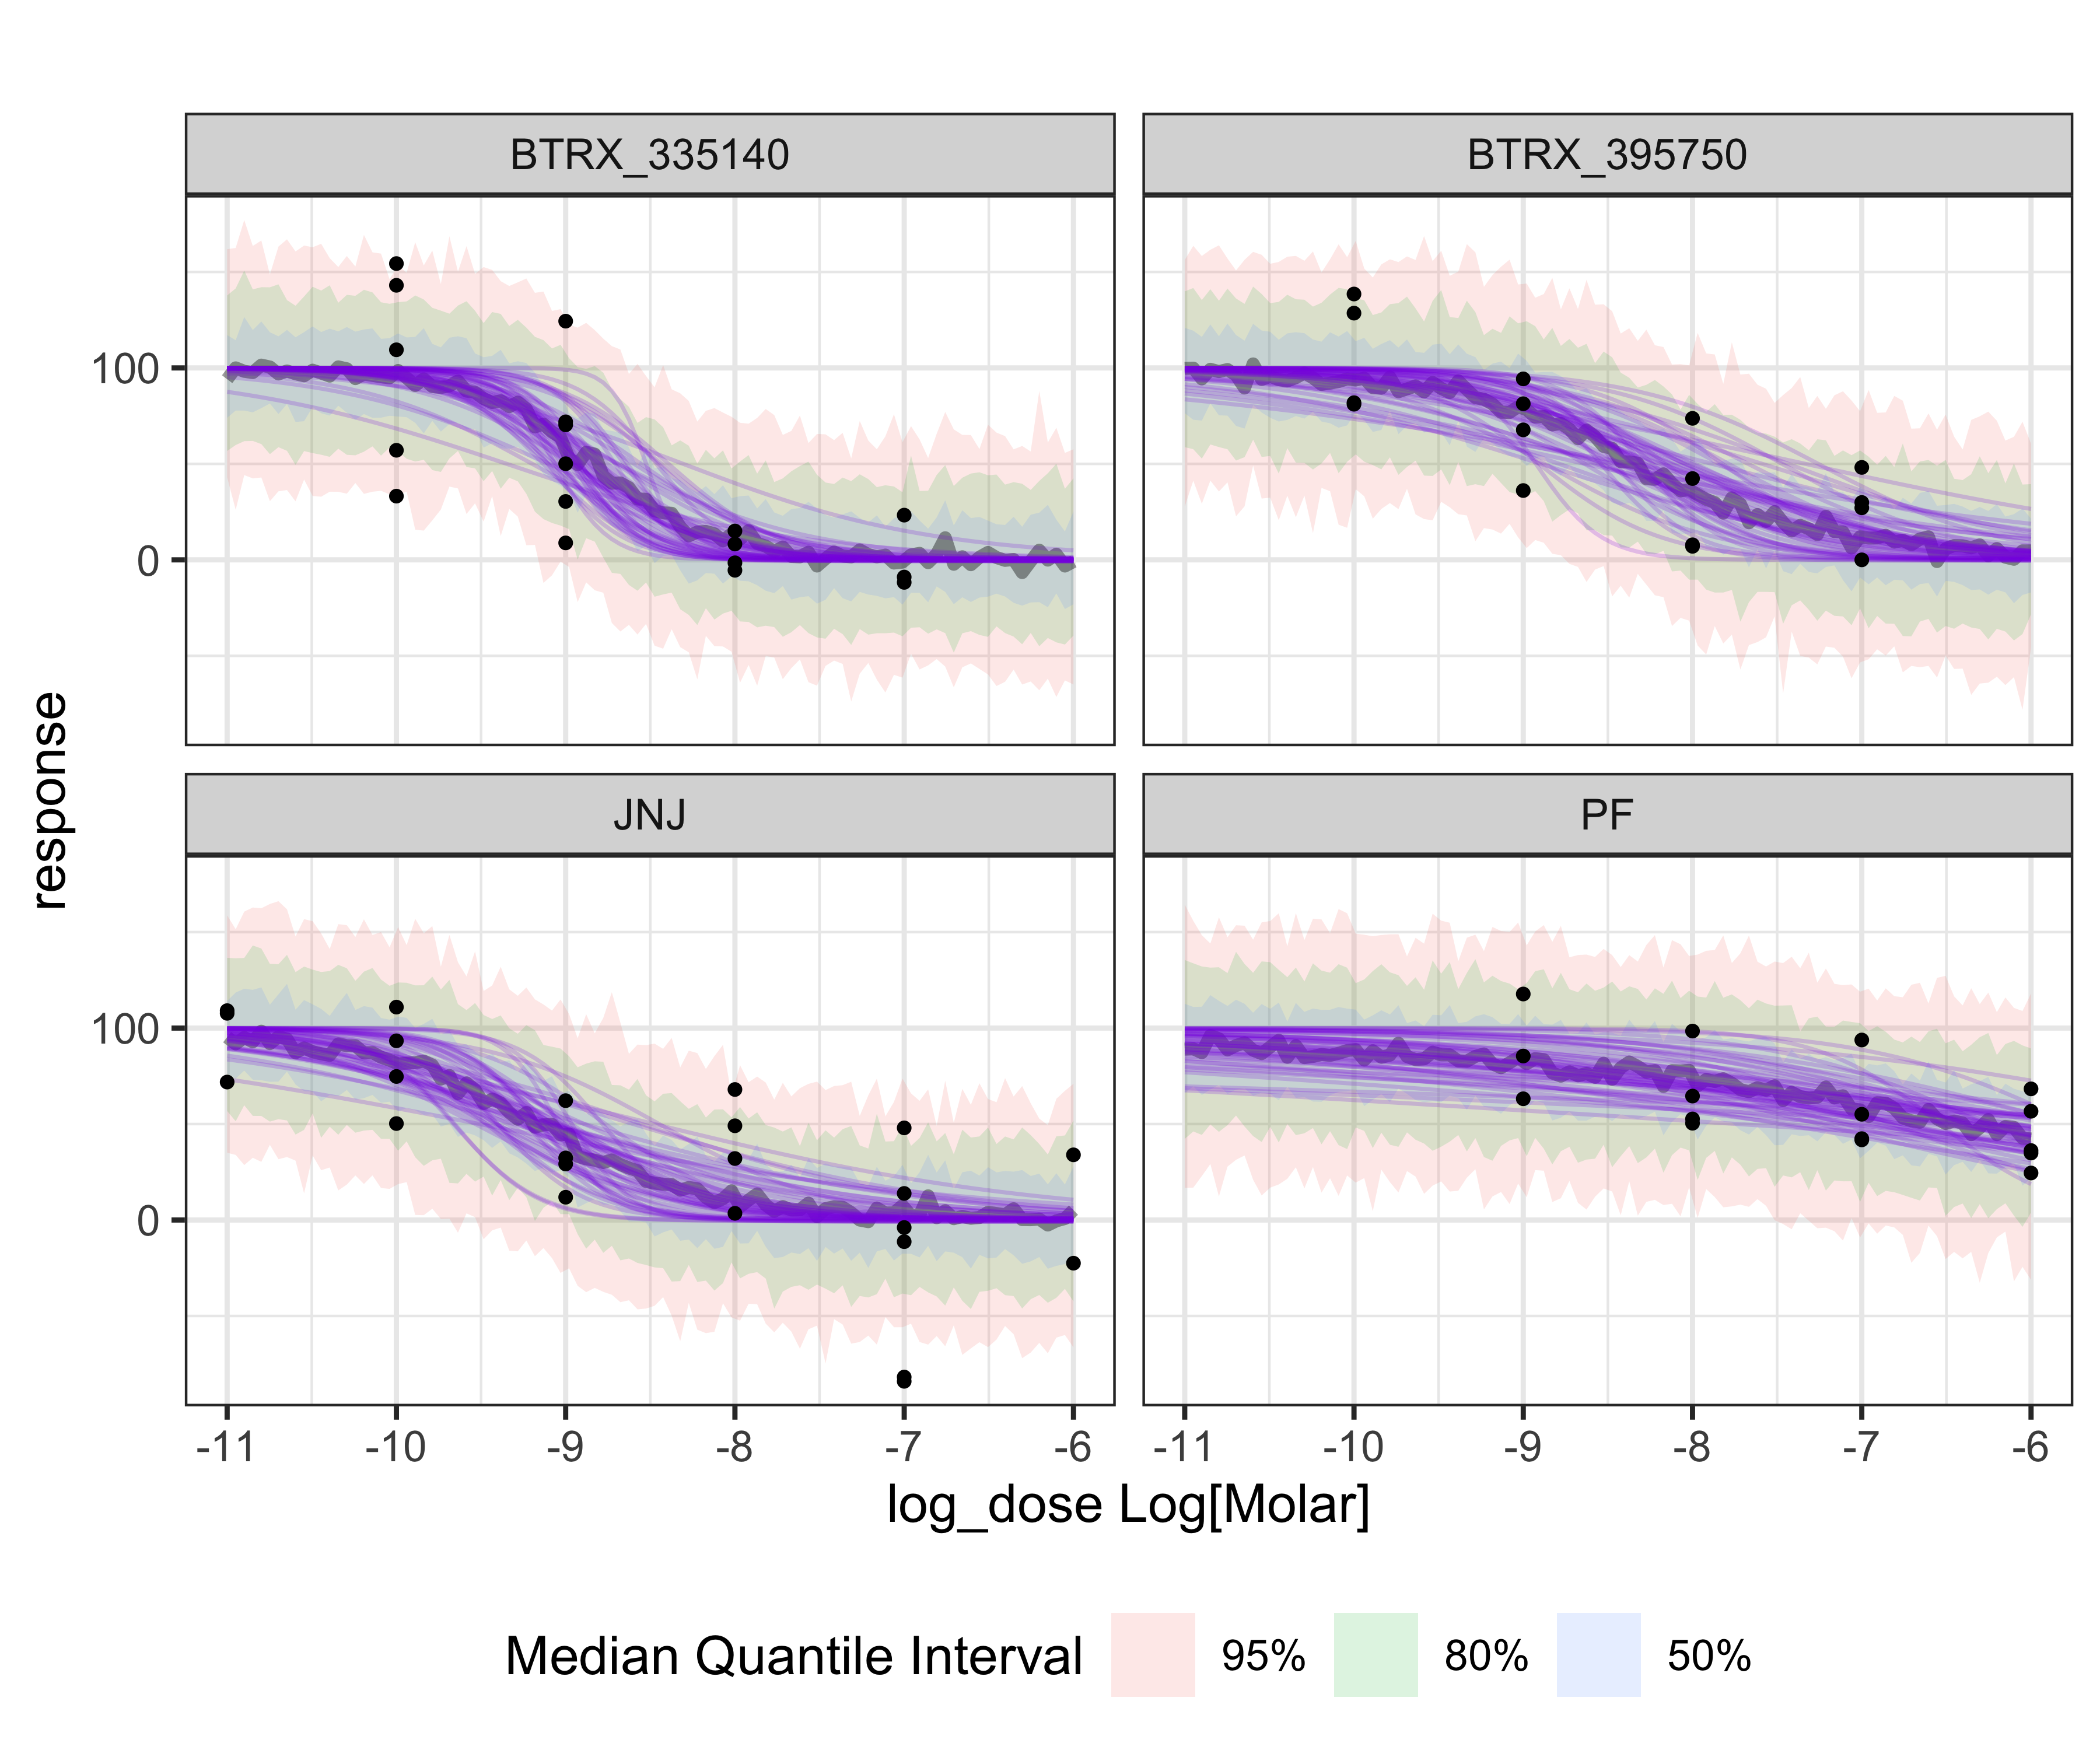 BTRX_335140
BTRX_395750
100
0
JNJ
PF
100
0
response
-11 -10 -9 -8 -7 -6
-11 -10 -9 -8 -7 -6
log_dose Log[Molar]
Median Quantile Interval 95% 80% 50%